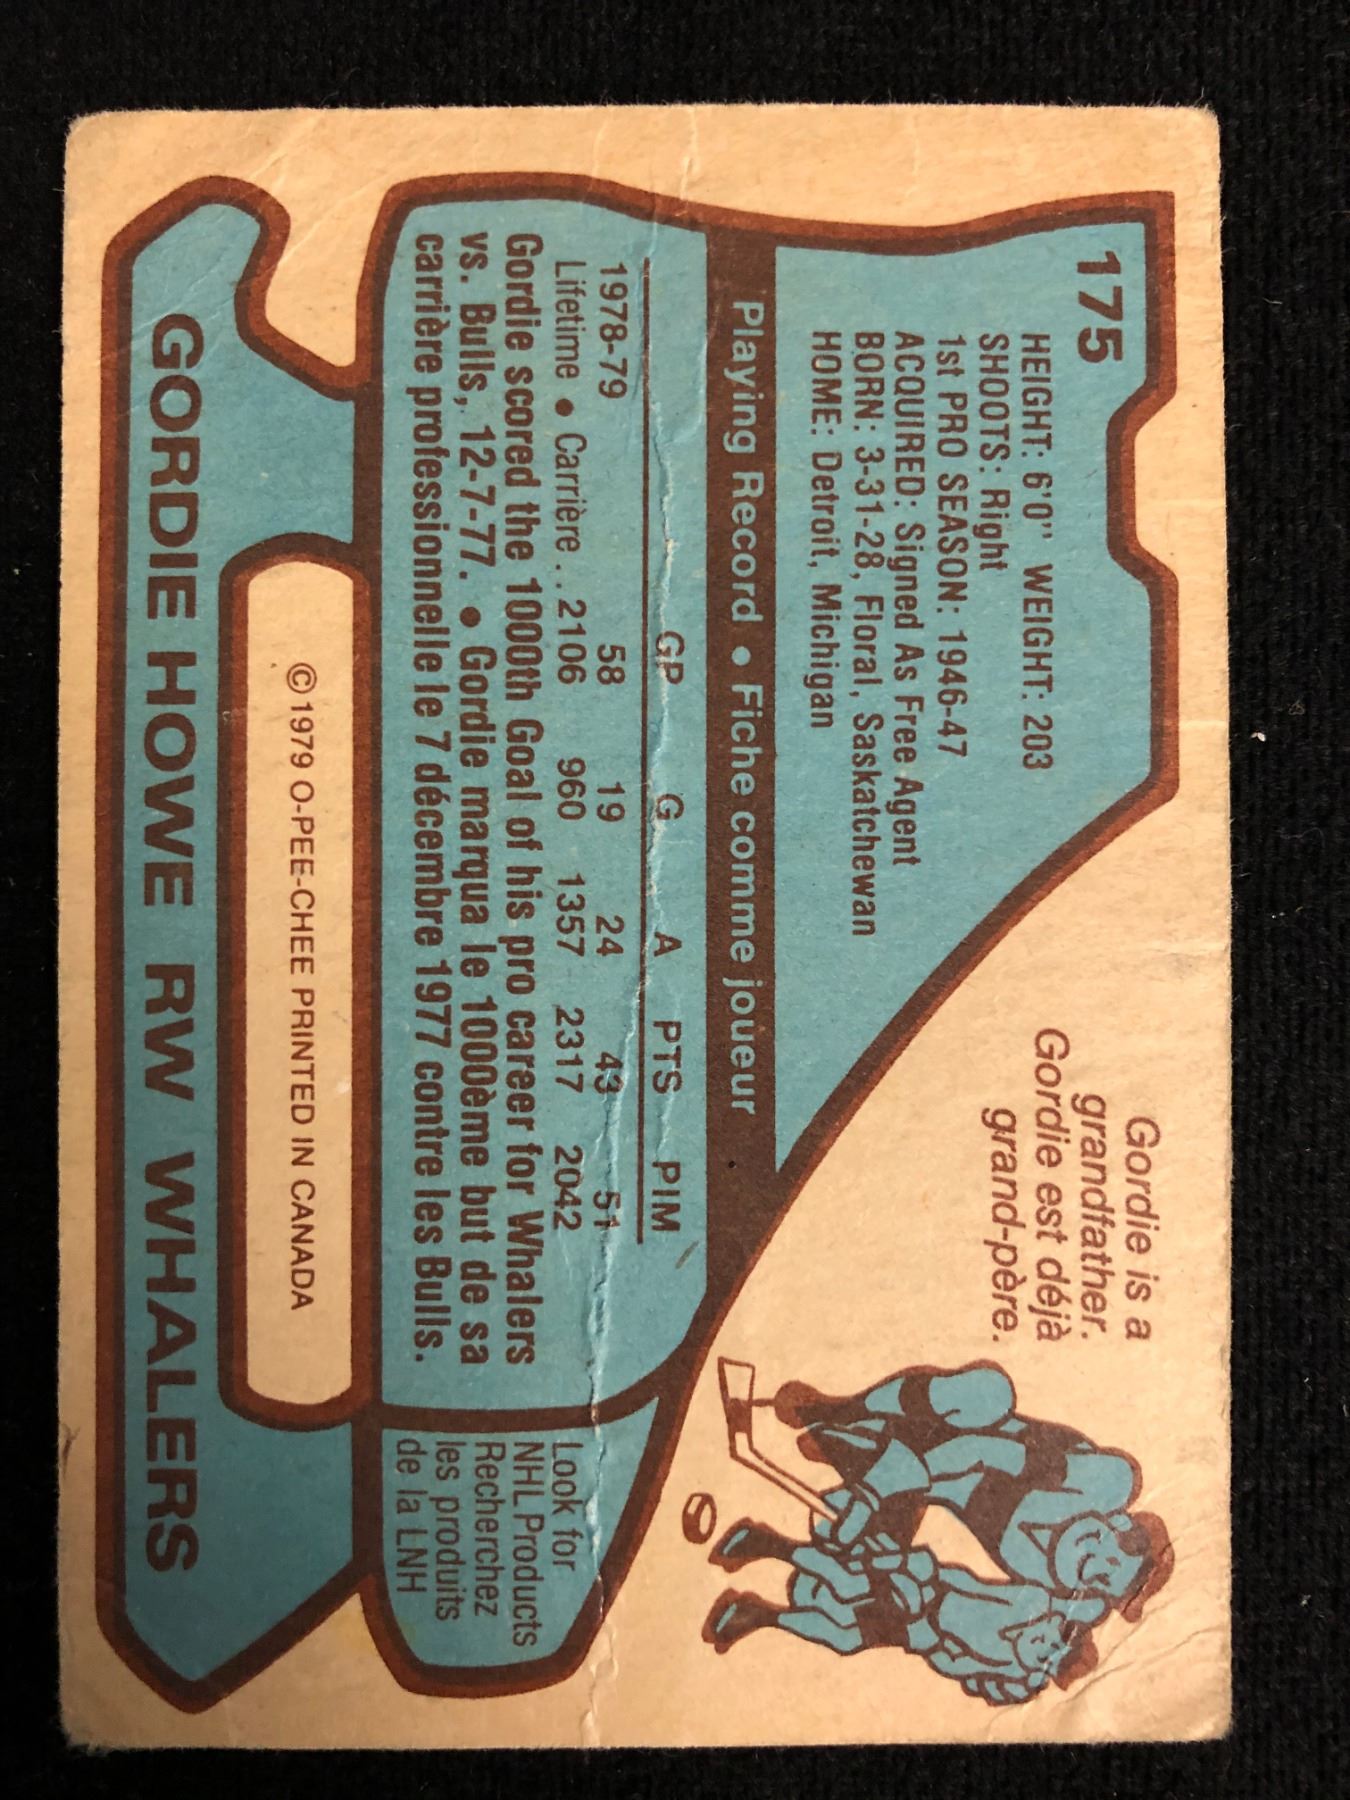 175
HEIGHT: 6'0" WEIGHT: 203
SHOOTS: Right
1st PRO SEASON: 1946-47
ACQUIRED: Signed As Free Agent
BORN: 3-31-28, Floral, Saskatchewan
HOME: Detroit, Michigan
Gordie is a
grandfather.
Gordie est déjà
grand-père.
Playing Record • Fiche comme joueur
GP G A PTS PIM
1978-79 58 19 24 43 51
Lifetime • Carrière... 2106 960 1357 2317 2042
Gordie scored the 1000th Goal of his pro career for Whalers
vs. Bulls, 12-7-77. • Gordie marqua le 1000ème but de sa
carrière professionnelle le 7 décembre 1977 contre les Bulls.
Look for
NHL Products
Recherchez
les produits
de la LNH
© 1979 O-PEE-CHEE PRINTED IN CANADA
GORDIE HOWE RW WHALERS